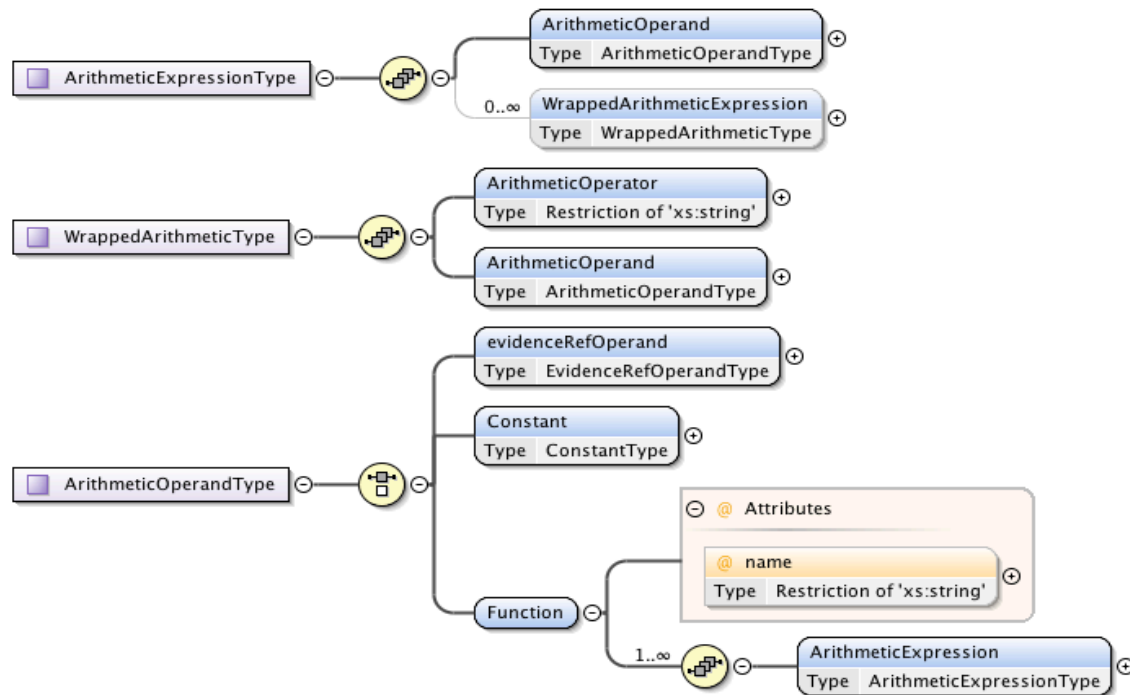 ArithmeticOperand
Type ArithmeticOperandType
ArithmeticExpressionType
0..∞ WrappedArithmeticExpression
Type WrappedArithmeticType
ArithmeticOperator
Type Restriction of 'xs:string'
WrappedArithmeticType
ArithmeticOperand
Type ArithmeticOperandType
evidenceRefOperand
Type EvidenceRefOperandType
Constant
Type ConstantType
ArithmeticOperandType
@ Attributes
@ name
Type Restriction of 'xs:string'
Function
1..∞
ArithmeticExpression
Type ArithmeticExpressionType